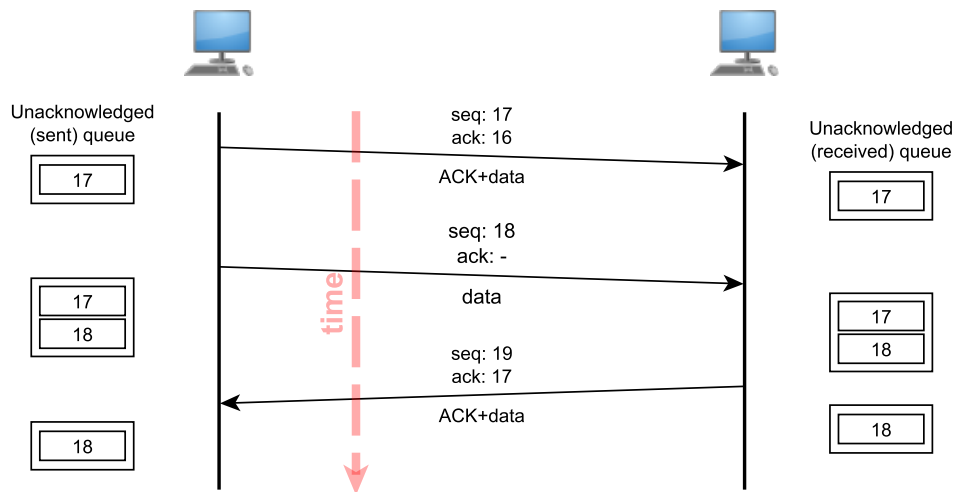 Unacknowledged
(sent) queue
17
seq: 17
ack: 16
ACK+data
Unacknowledged
(received) queue
17
17
18
time
seq: 18
ack: -
data
17
18
18
seq: 19
ack: 17
ACK+data
18